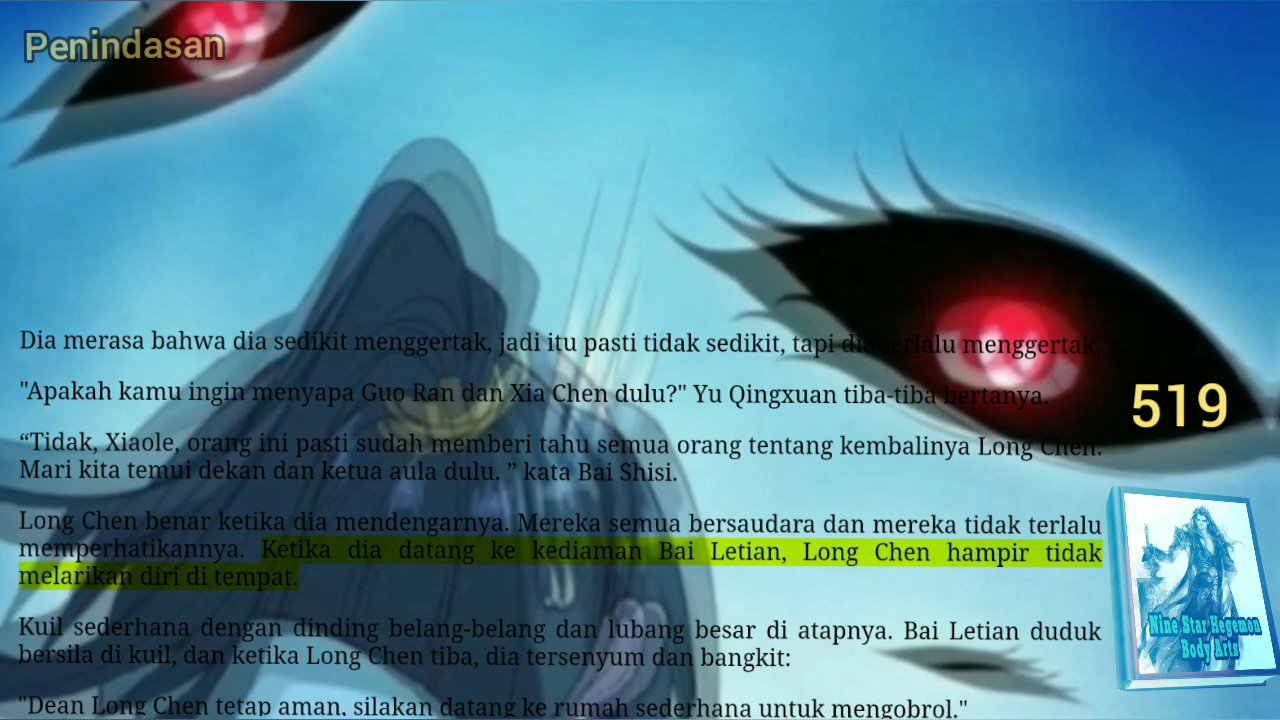 Penindasan
Dia merasa bahwa dia sedikit menggertak, jadi itu pasti tidak sedikit, tapi dia terlalu menggertak.
"Apakah kamu ingin menyapa Guo Ran dan Xia Chen dulu?" Yu Qingxuan tiba-tiba bertanya.
519
“Tidak, Xiaole, orang ini pasti sudah memberi tahu semua orang tentang kembalinya Long Chen.
Mari kita temui dekan dan ketua aula dulu. ” kata Bai Shisi.
Long Chen benar ketika dia mendengarnya. Mereka semua bersaudara dan mereka tidak terlalu
memperhatikannya. Ketika dia datang ke kediaman Bai Letian, Long Chen hampir tidak
melarikan diri di tempat.
Kuil sederhana dengan dinding belang-belang dan lubang besar di atapnya. Bai Letian duduk
bersila di kuil, dan ketika Long Chen tiba, dia tersenyum dan bangkit:
"Dean Long Chen tetap aman, silakan datang ke rumah sederhana untuk mengobrol."
Nine Star Hegemon
Body Arts